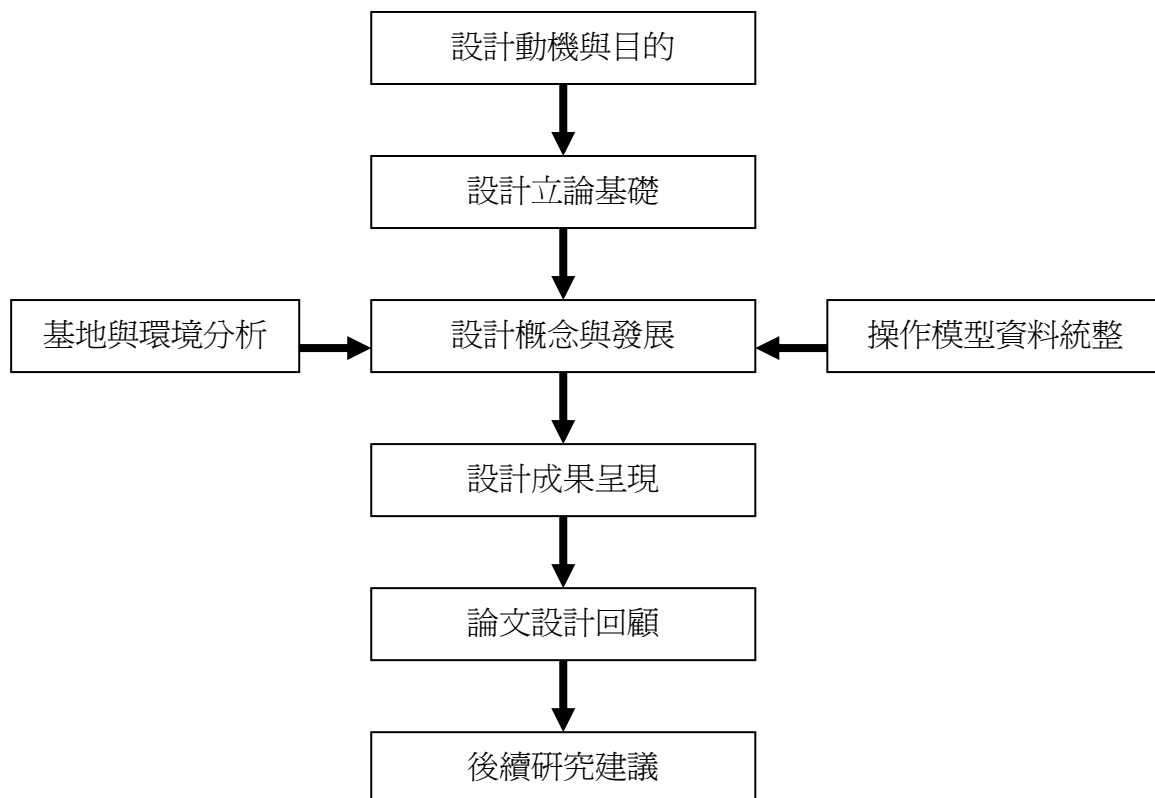 設計動機與目的
設計立論基礎
基地與環境分析
設計概念與發展
操作模型資料統整
設計成果呈現
論文設計回顧
後續研究建議